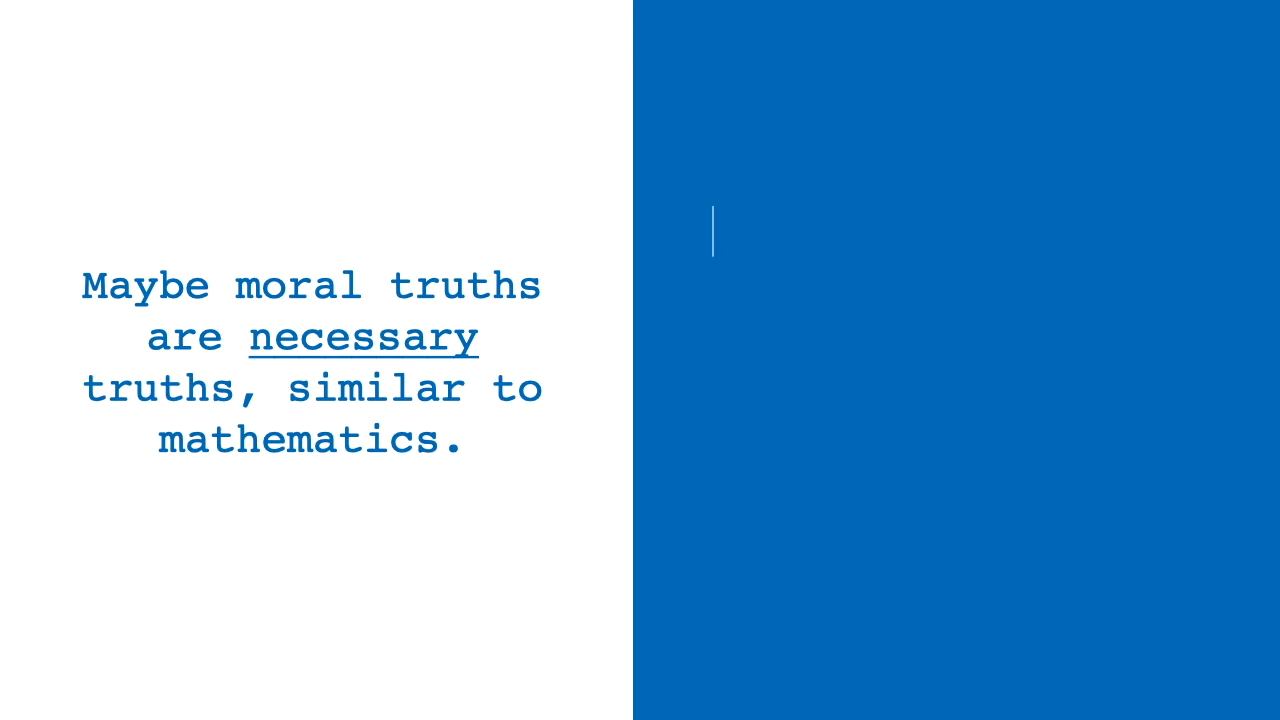 Maybe moral truths
are necessary
truths, similar to
mathematics.